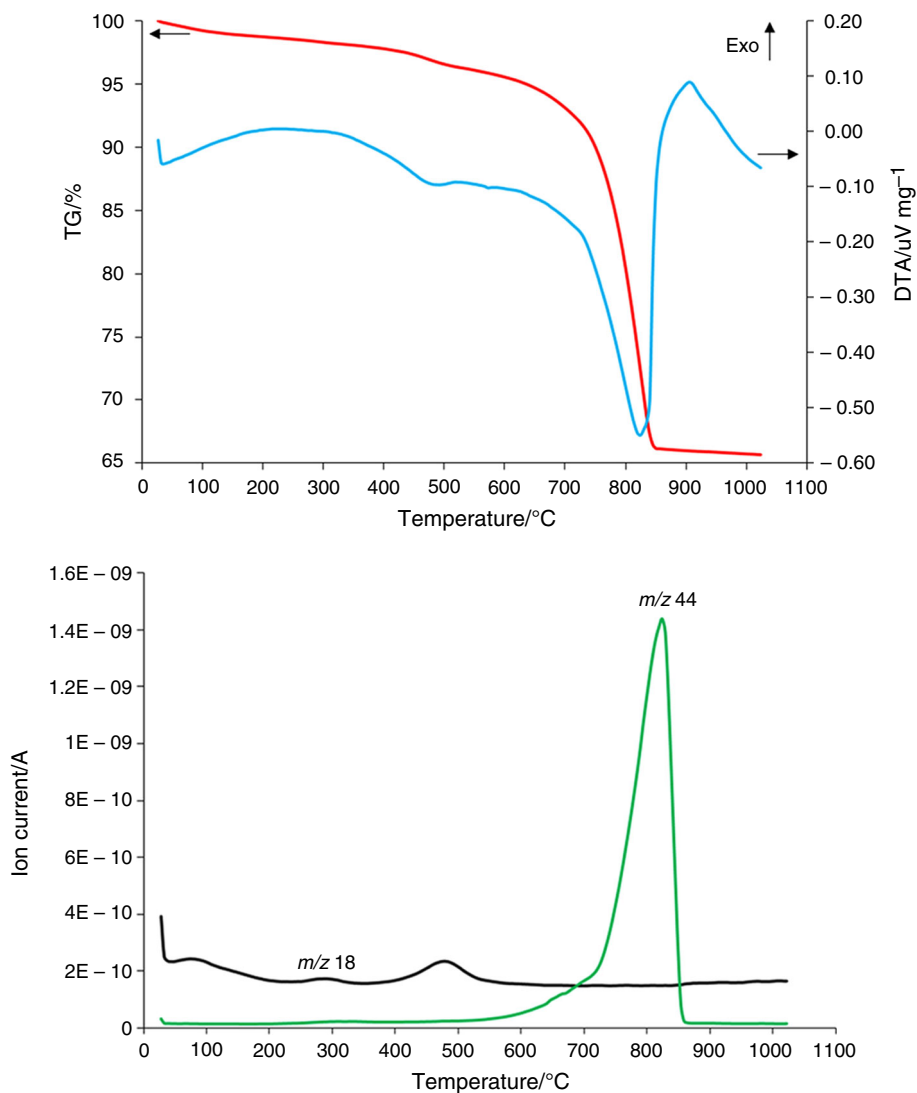 100
95
90
85
80
75
70
65
TG/%
Exo
0.20
0.10
0.00
– 0.10
– 0.20
– 0.30
– 0.40
– 0.50
– 0.60
DTA/uV mg–1
0 100 200 300 400 500 600 700 800 900 1000 1100
Temperature/°C
1.6E – 09
1.4E – 09
1.2E – 09
1E – 09
8E – 10
6E – 10
4E – 10
2E – 10
0
Ion current/A
m/z 44
m/z 18
0 100 200 300 400 500 600 700 800 900 1000 1100
Temperature/°C